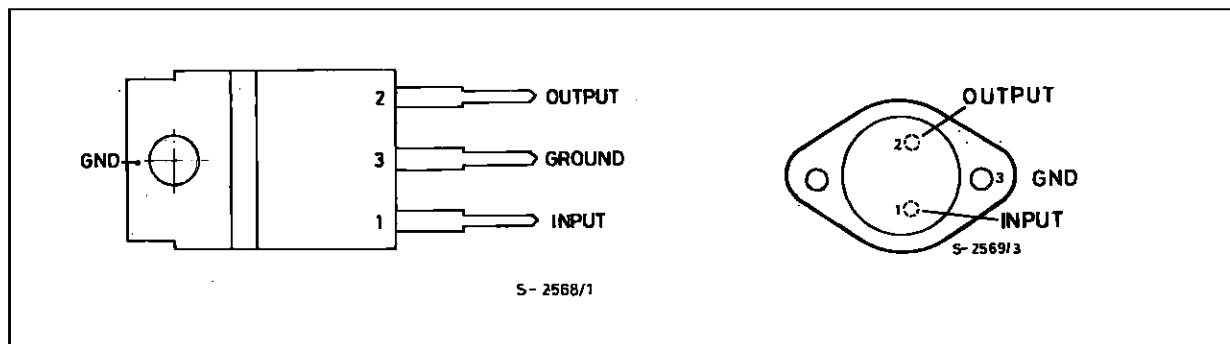 2 OUTPUT
GND 3 GROUND
1 INPUT
S-2568/1
OUTPUT
2
3 GND
1
INPUT
S-2569/3